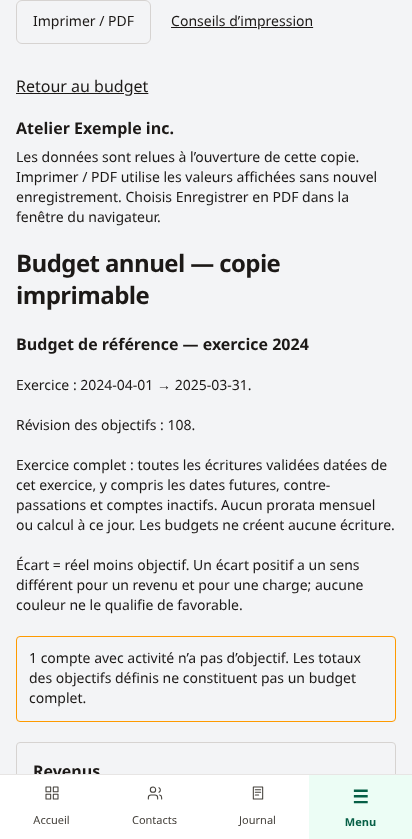 Imprimer / PDF
Conseils d’impression
Retour au budget
Atelier Exemple inc.
Les données sont relues à l’ouverture de cette copie.
Imprimer / PDF utilise les valeurs affichées sans nouvel
enregistrement. Choisis Enregistrer en PDF dans la
fenêtre du navigateur.
Budget annuel — copie
imprimable
Budget de référence — exercice 2024
Exercice : 2024-04-01 → 2025-03-31.
Révision des objectifs : 108.
Exercice complet : toutes les écritures validées datées de
cet exercice, y compris les dates futures, contre-
passations et comptes inactifs. Aucun prorata mensuel
ou calcul à ce jour. Les budgets ne créent aucune écriture.
Écart = réel moins objectif. Un écart positif a un sens
différent pour un revenu et pour une charge; aucune
couleur ne le qualifie de favorable.
1 compte avec activité n’a pas d’objectif. Les totaux
des objectifs définis ne constituent pas un budget
complet.
Revenus
Accueil
Contacts
Journal
Menu